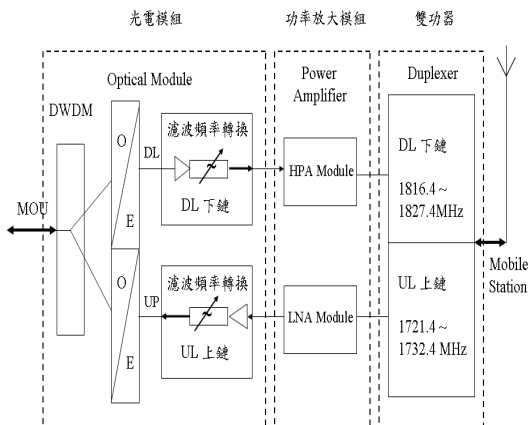 光電模組
功率放大模組
雙功器
Optical Module
Power
Amplifier
Duplexer
DWDM
MOU
O
E
DL
濾波頻率轉換
DL 下鏈
HPA Module
DL 下鏈
1816.4 ~
1827.4MHz
O
E
UP
濾波頻率轉換
UL 上鏈
LNA Module
UL 上鏈
1721.4 ~
1732.4 MHz
Mobile
Station